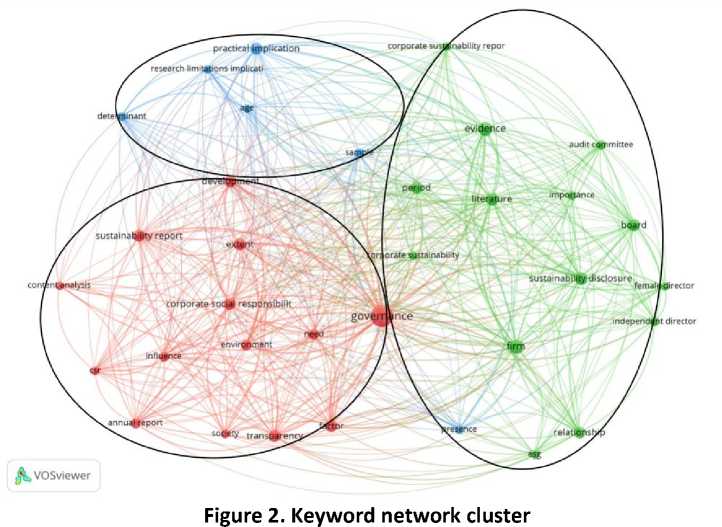 practical implication
corporate sustainability repor
research limitations implicati
age
determinant
evidence
audit committee
sample
development
period
literature
importance
board
sustainability report
extent
corporate sustainability
sustainability disclosure
content analysis
female director
corporate social responsibilit
governance
independent director
need
environment
firm
influence
csr
annual report
factor
presence
society
transparency
relationship
esg
VOSviewer
Figure 2. Keyword network cluster